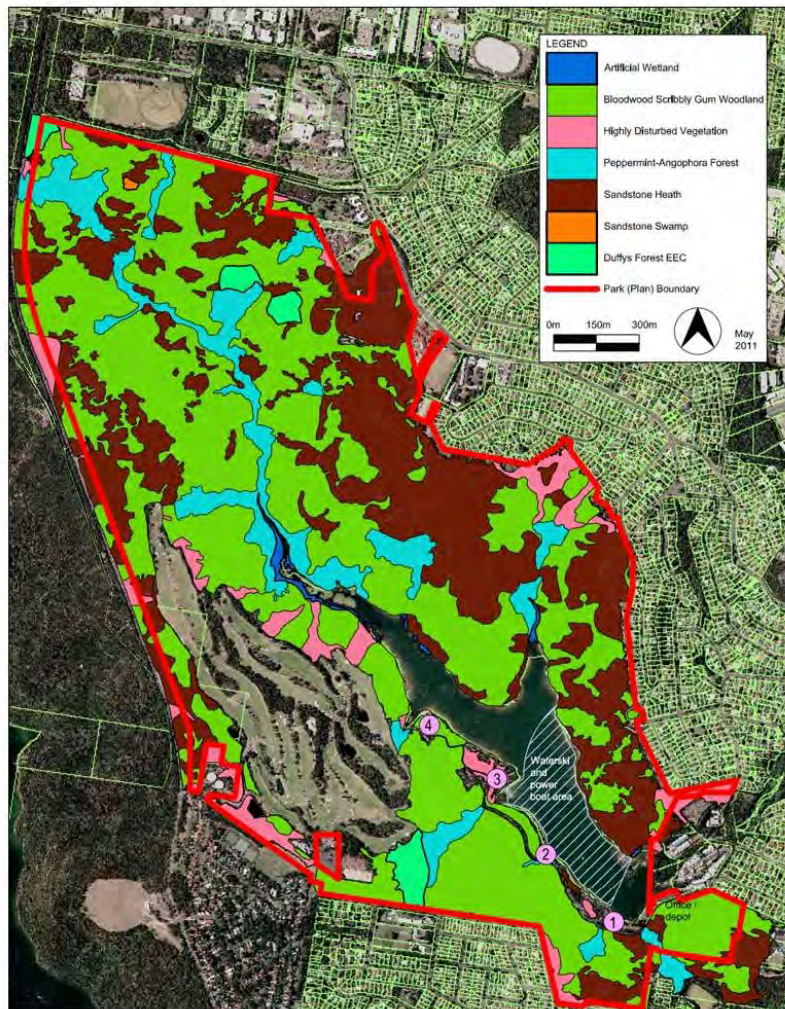 LEGEND
Artificial Wetland
Bloodwood Scribbly Gum Woodland
Highly Disturbed Vegetation
Peppermint-Angophora Forest
Sandstone Heath
Sandstone Swamp
Duffys Forest EEC
Park (Plan) Boundary
0m 150m 300m
May
2011
4
Waterski
and
power
boat area
3
2
1
Office /
depot